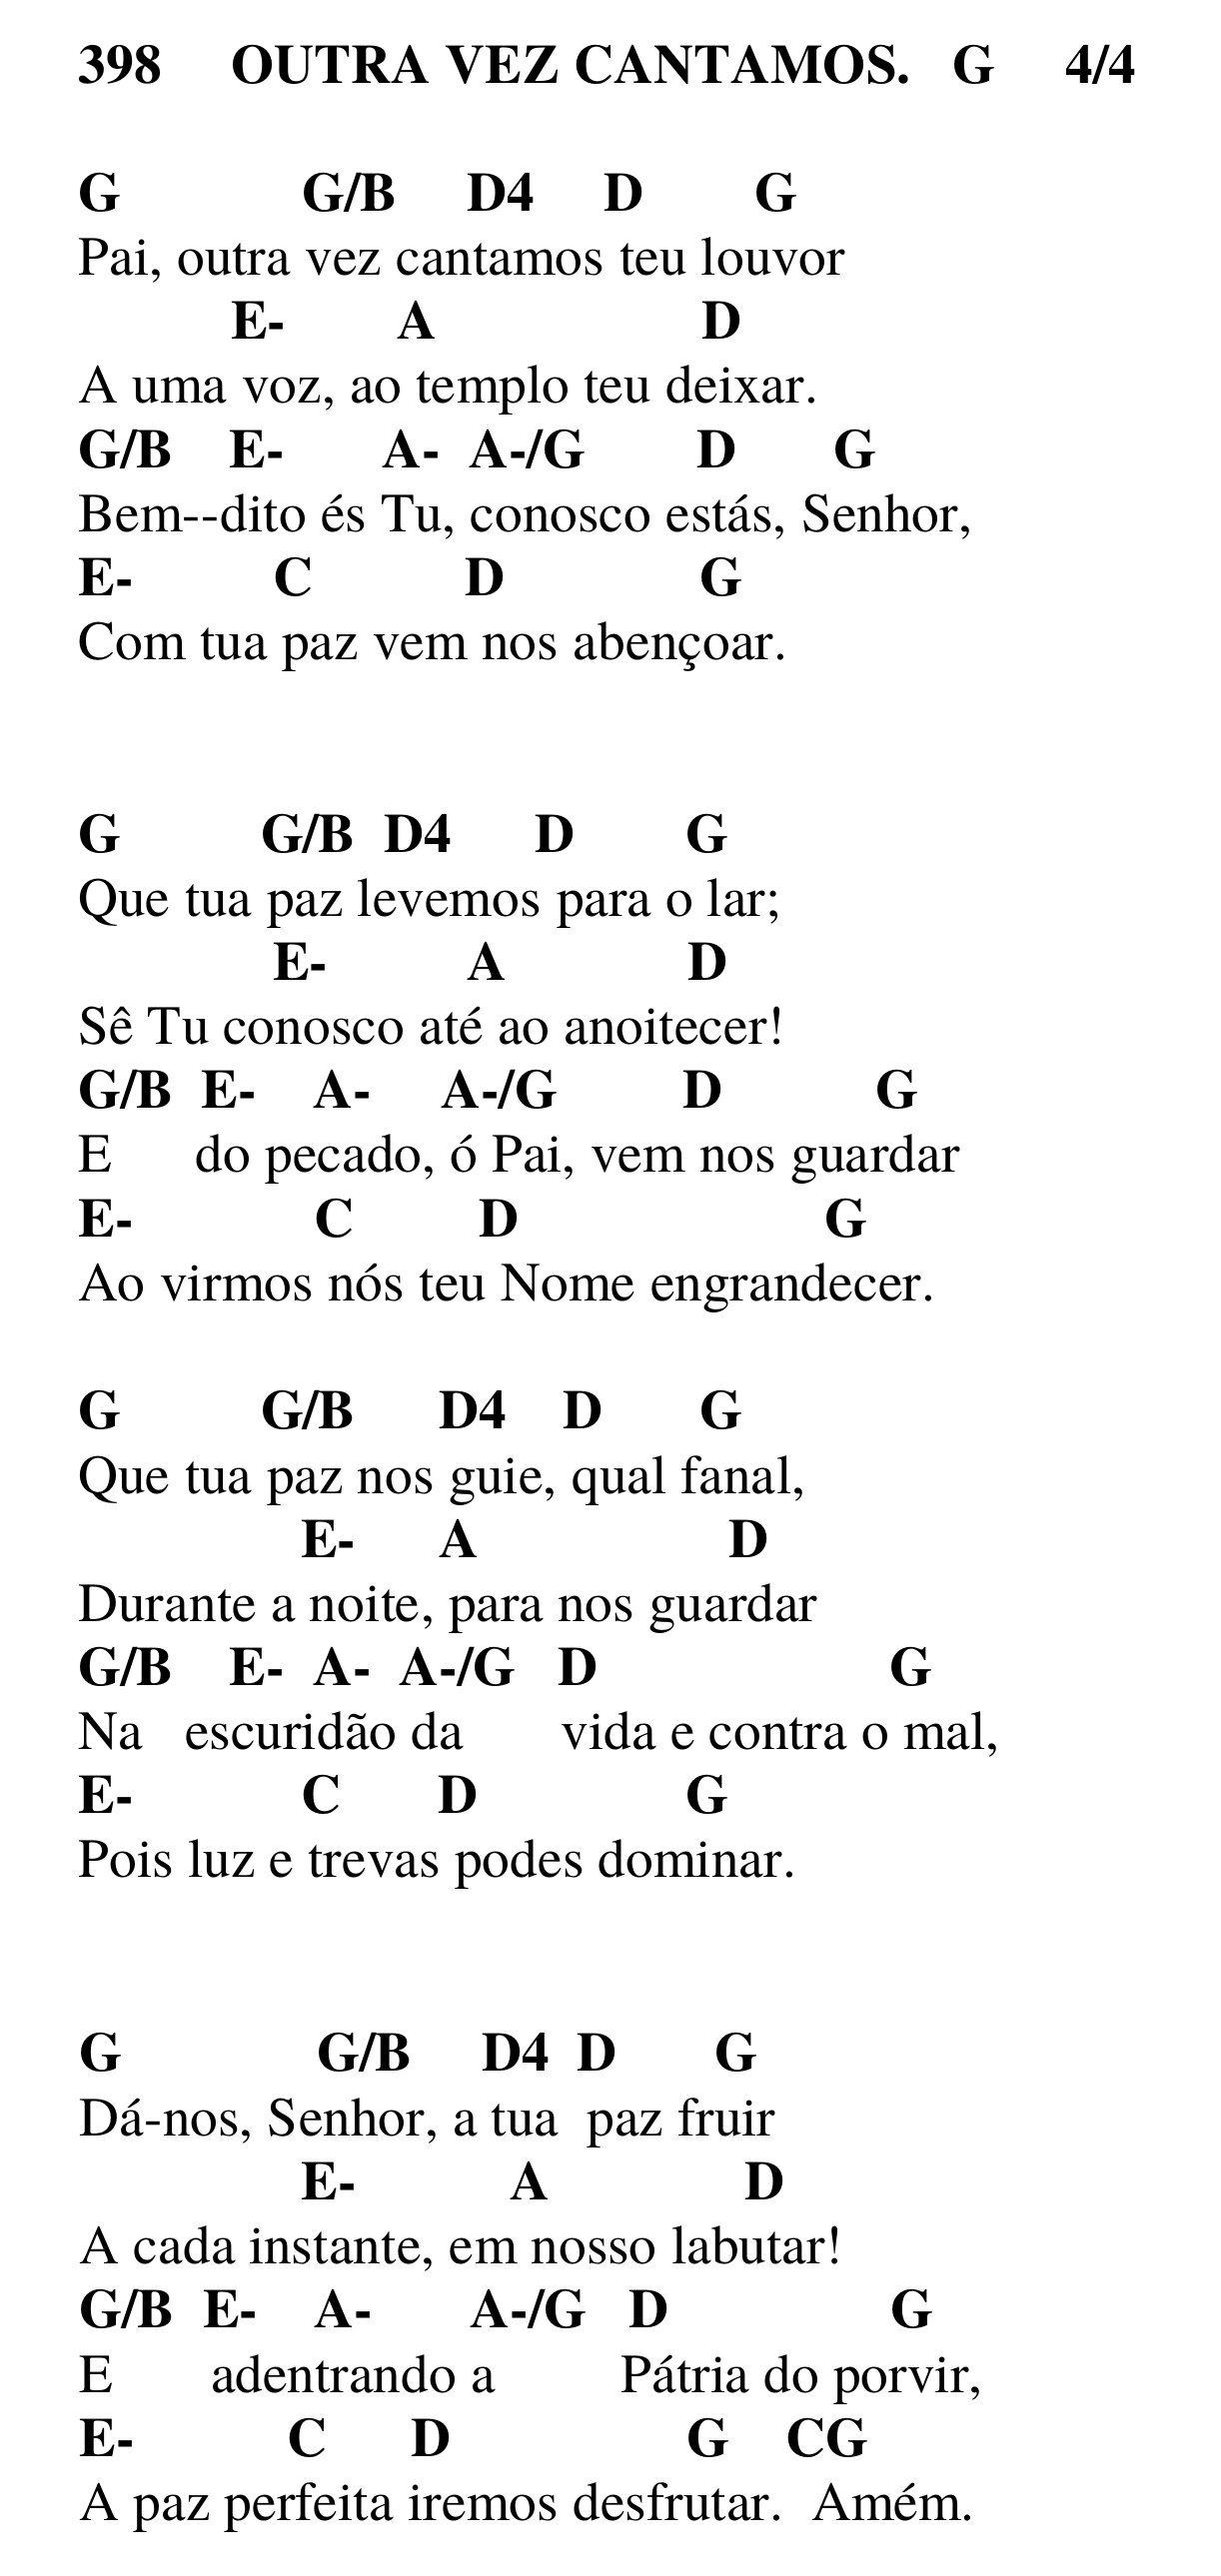 398 OUTRA VEZ CANTAMOS. G 4/4
G G/B D4 D G
Pai, outra vez cantamos teu louvor
E- A D
A uma voz, ao templo teu deixar.
G/B E- A- A-/G D G
Bem--dito és Tu, conosco estás, Senhor,
E- C D G
Com tua paz vem nos abençoar.
G G/B D4 D G
Que tua paz levemos para o lar;
E- A D
Sê Tu conosco até ao anoitecer!
G/B E- A- A-/G D G
E do pecado, ó Pai, vem nos guardar
E- C D G
Ao virmos nós teu Nome engrandecer.
G G/B D4 D G
Que tua paz nos guie, qual fanal,
E- A D
Durante a noite, para nos guardar
G/B E- A- A-/G D G
Na escuridão da vida e contra o mal,
E- C D G
Pois luz e trevas podes dominar.
G G/B D4 D G
Dá-nos, Senhor, a tua paz fruir
E- A D
A cada instante, em nosso labutar!
G/B E- A- A-/G D G
E adentrando a Pátria do porvir,
E- C D G CG
A paz perfeita iremos desfrutar. Amém.